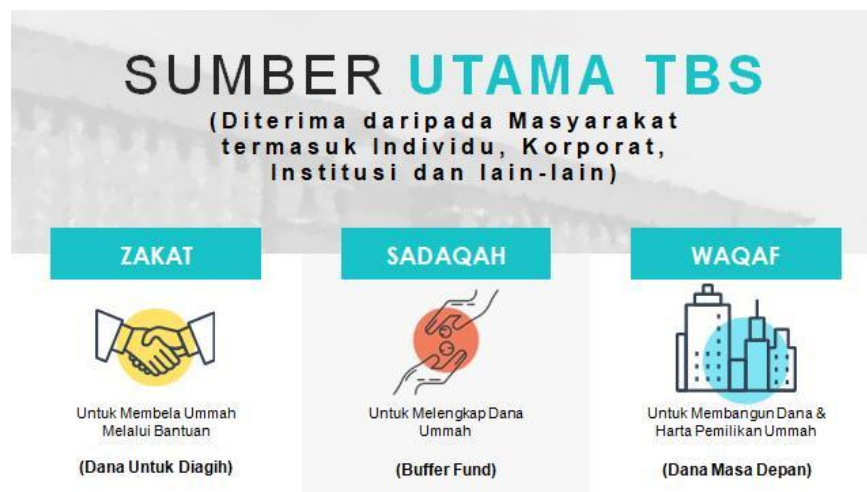 SUMBER UTAMA TBS
(Diterima daripada Masyarakat
termasuk Individu, Korporat,
Institusi dan lain-lain)
ZAKAT
Untuk Membela Ummah
Melalui Bantuan
(Dana Untuk Diagih)
SADAQAH
Untuk Melengkap Dana
Ummah
(Buffer Fund)
WAQAF
Untuk Membangun Dana &
Harta Pemilikan Ummah
(Dana Masa Depan)